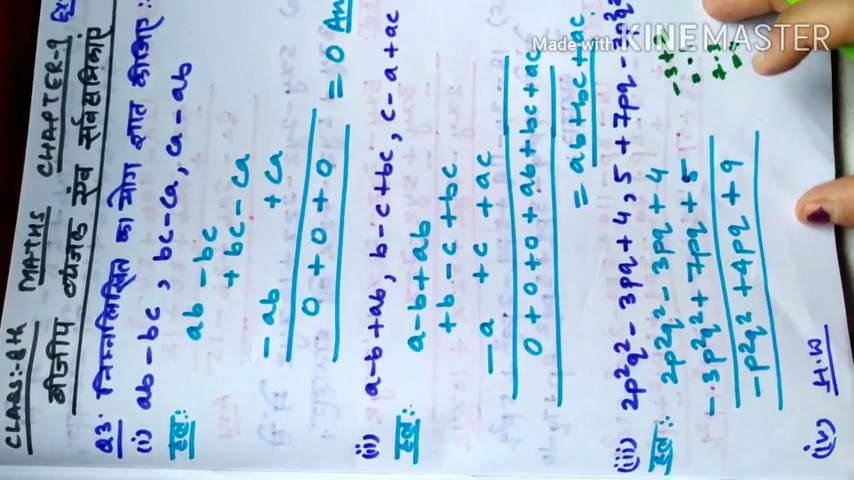 CLASS:- 8th MATHS CHAPTER-9
बीजीय व्यंजक एंव सर्वसमिकाएं
Q3. निम्नलिखित का योग ज्ञात कीजिए:
(i) ab - bc, bc - ca, ca - ab
हल:- ab - bc
+ bc - ca
- ab + ca
0 + 0 + 0 = 0 Ans
(ii) a-b+ab, b-c+bc, c-a+ac
हल:- a-b+ab
+b-c+bc
-a +c +ac
0+0+0+ab+bc+ac
= ab+bc+ac
(iii) 2p²q² - 3pq + 4, 5 + 7pq - 3p²q²
हल:- 2p²q² - 3pq + 4
- 3p²q² + 7pq + 5
-p²q² + 4pq + 9
(iv) H.W
Made with KINEMASTER